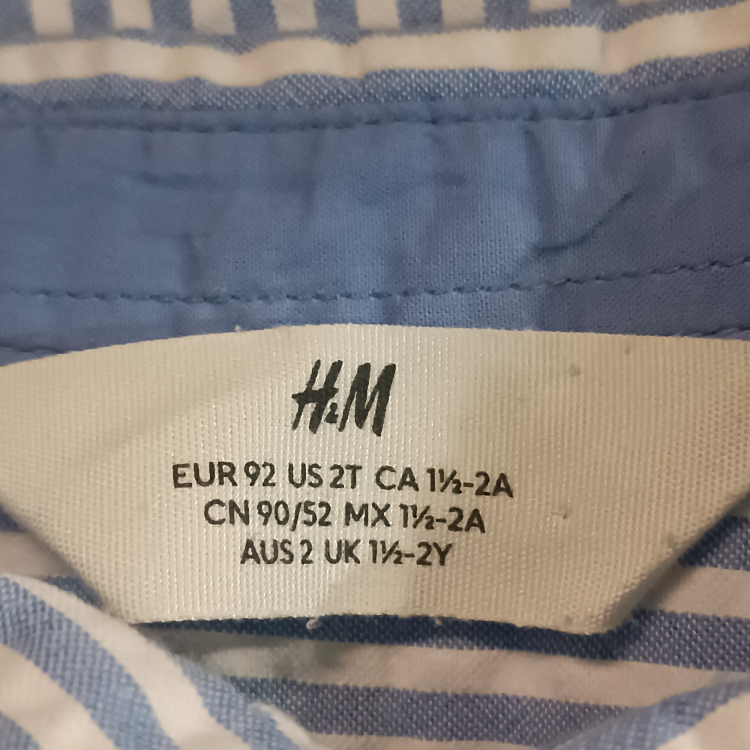 H&M
EUR 92 US 2T CA 1½-2A
CN 90/52 MX 1½-2A
AUS 2 UK 1½-2Y